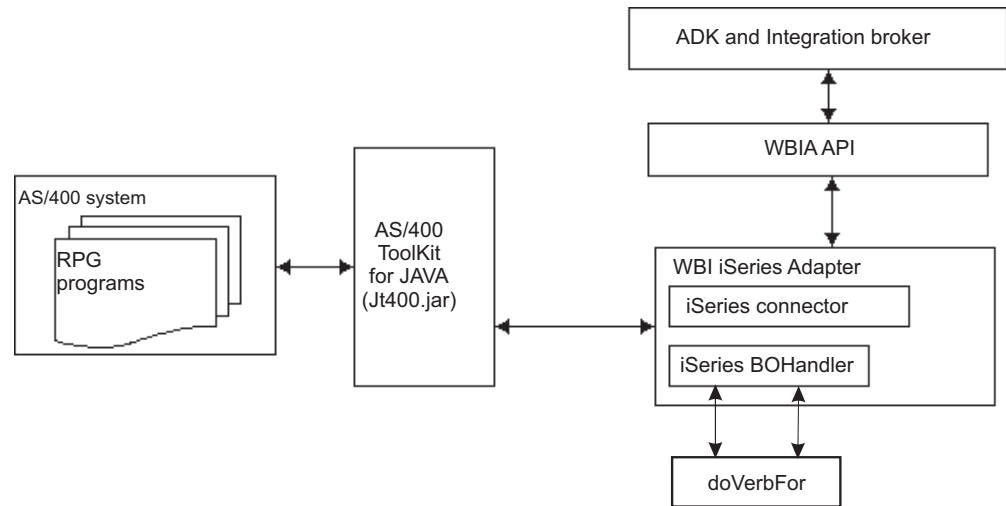 ADK and Integration broker
WBIA API
AS/400 system
RPG
programs
AS/400
ToolKit
for JAVA
(Jt400.jar)
WBI iSeries Adapter
iSeries connector
iSeries BOHandler
doVerbFor